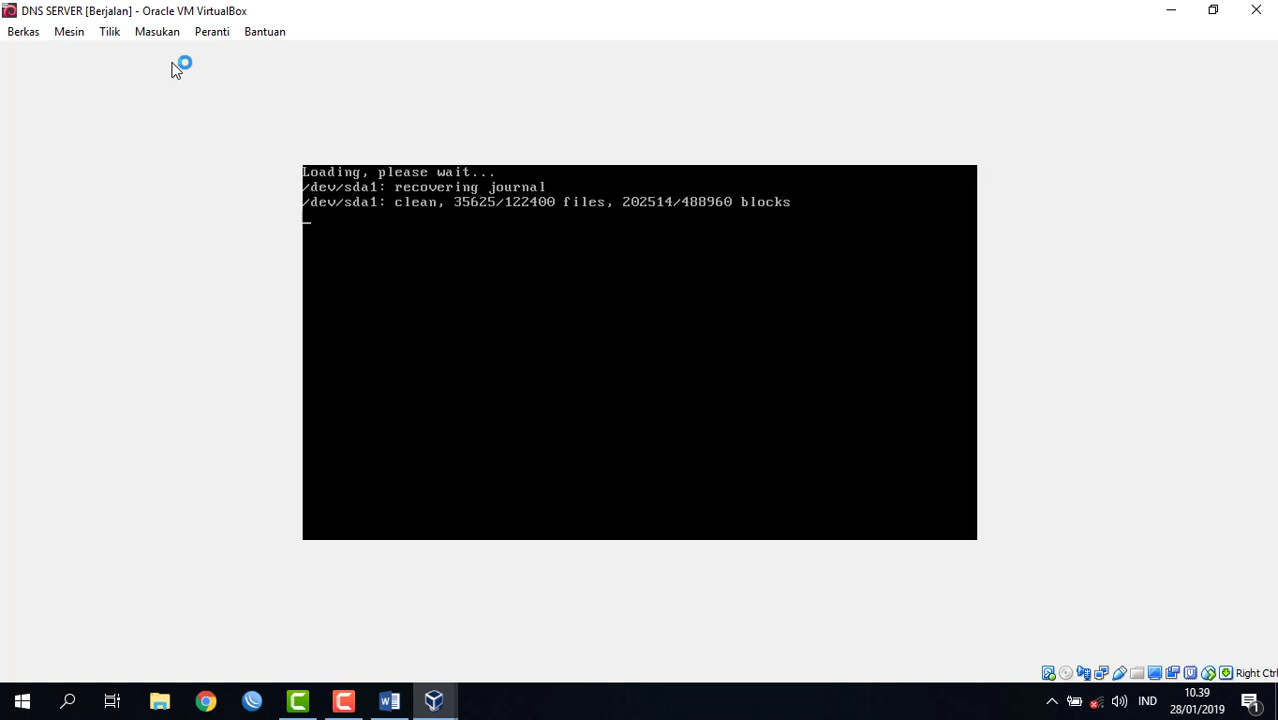 DNS SERVER [Berjalan] - Oracle VM VirtualBox
Berkas Mesin Tilik Masukan Peranti Bantuan
Loading, please wait...
/dev/sda1: recovering journal
/dev/sda1: clean, 35625/122400 files, 202514/488960 blocks
Right Ctrl
IND
10.39
28/01/2019
1